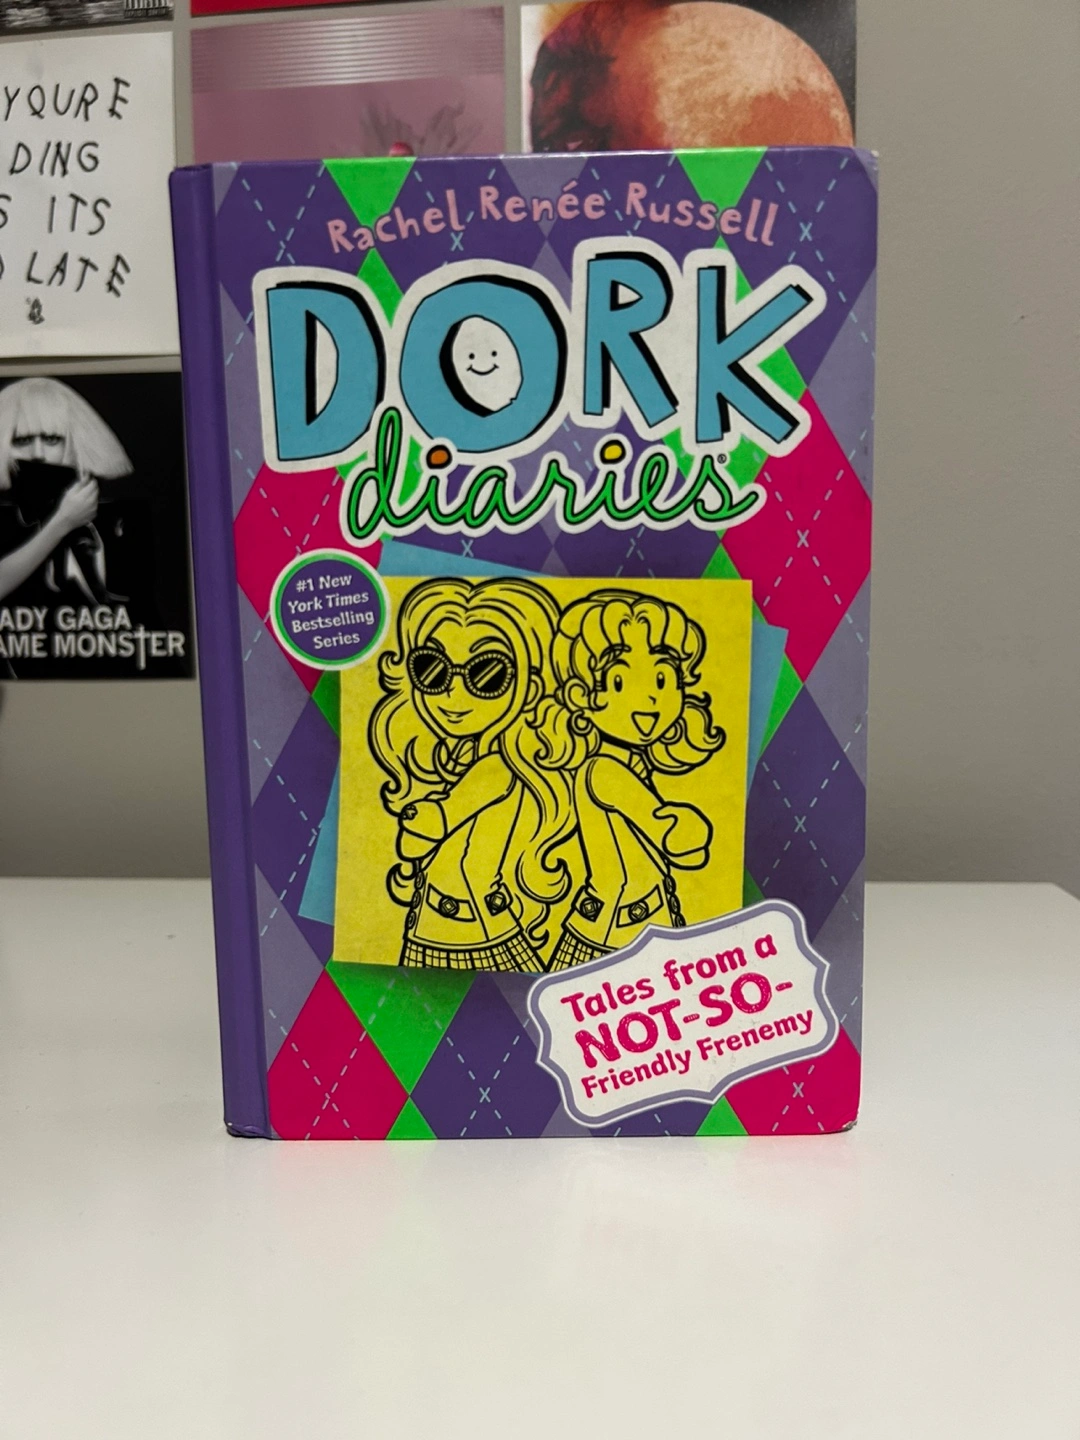 YOURE
DING
S ITS
LATE
ADY GAGA
AME MONSTER
Rachel Renée Russell
DORK
diaries®
#1 New
York Times
Bestselling
Series
Tales from a
NOT-SO-
Friendly Frenemy